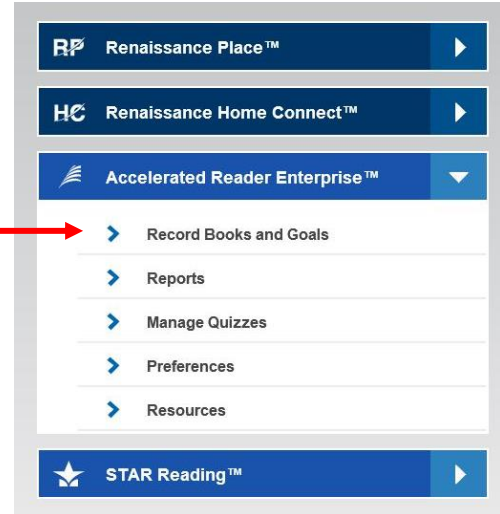 RP Renaissance Place™
HC Renaissance Home Connect™
Accelerated Reader Enterprise™
Record Books and Goals
Reports
Manage Quizzes
Preferences
Resources
STAR Reading™